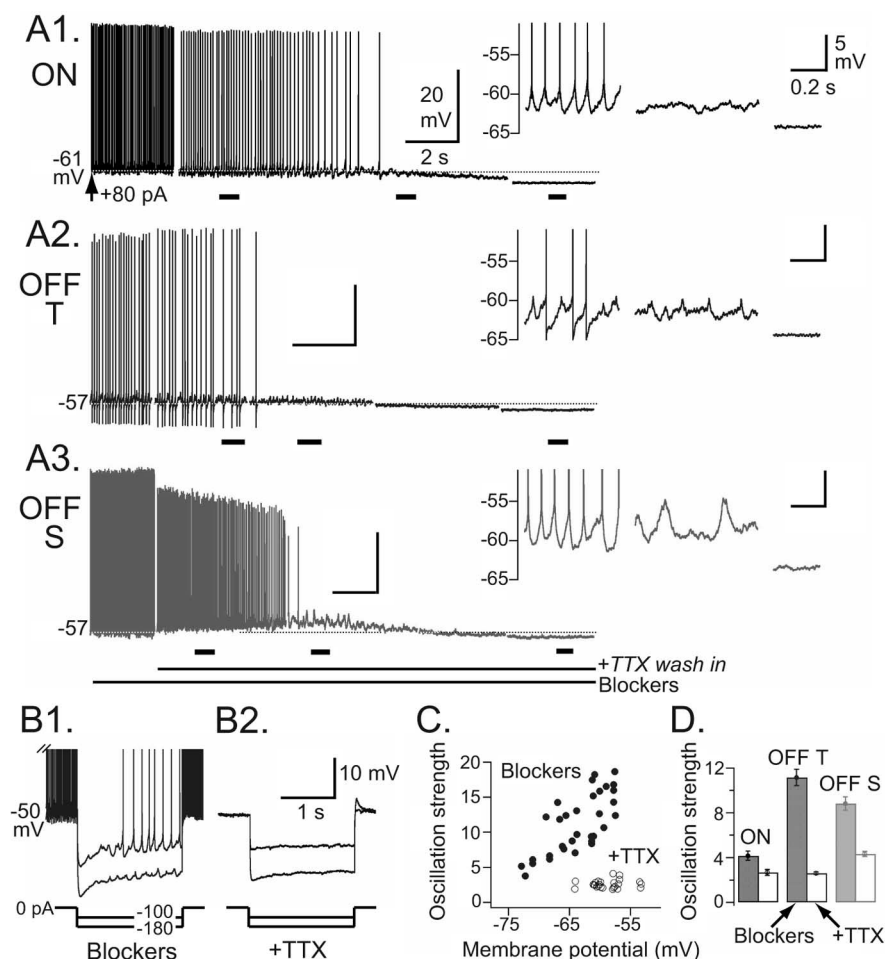 A1.
ON
-61
mV
+80 pA
20
mV
2 s
-55
-60
-65
5
mV
0.2 s
A2.
OFF
T
-57
-55
-60
-65
A3.
OFF
S
-57
-55
-60
-65
+TTX wash in
Blockers
B1.
-50
mV
0 pA
-100
-180
Blockers
B2.
10 mV
1 s
+TTX
C.
Oscillation strength
20
15
10
5
0
Blockers
+TTX
-75
-65
-55
Membrane potential (mV)
D.
Oscillation strength
12
8
4
0
ON
OFF T
OFF S
Blockers
+TTX